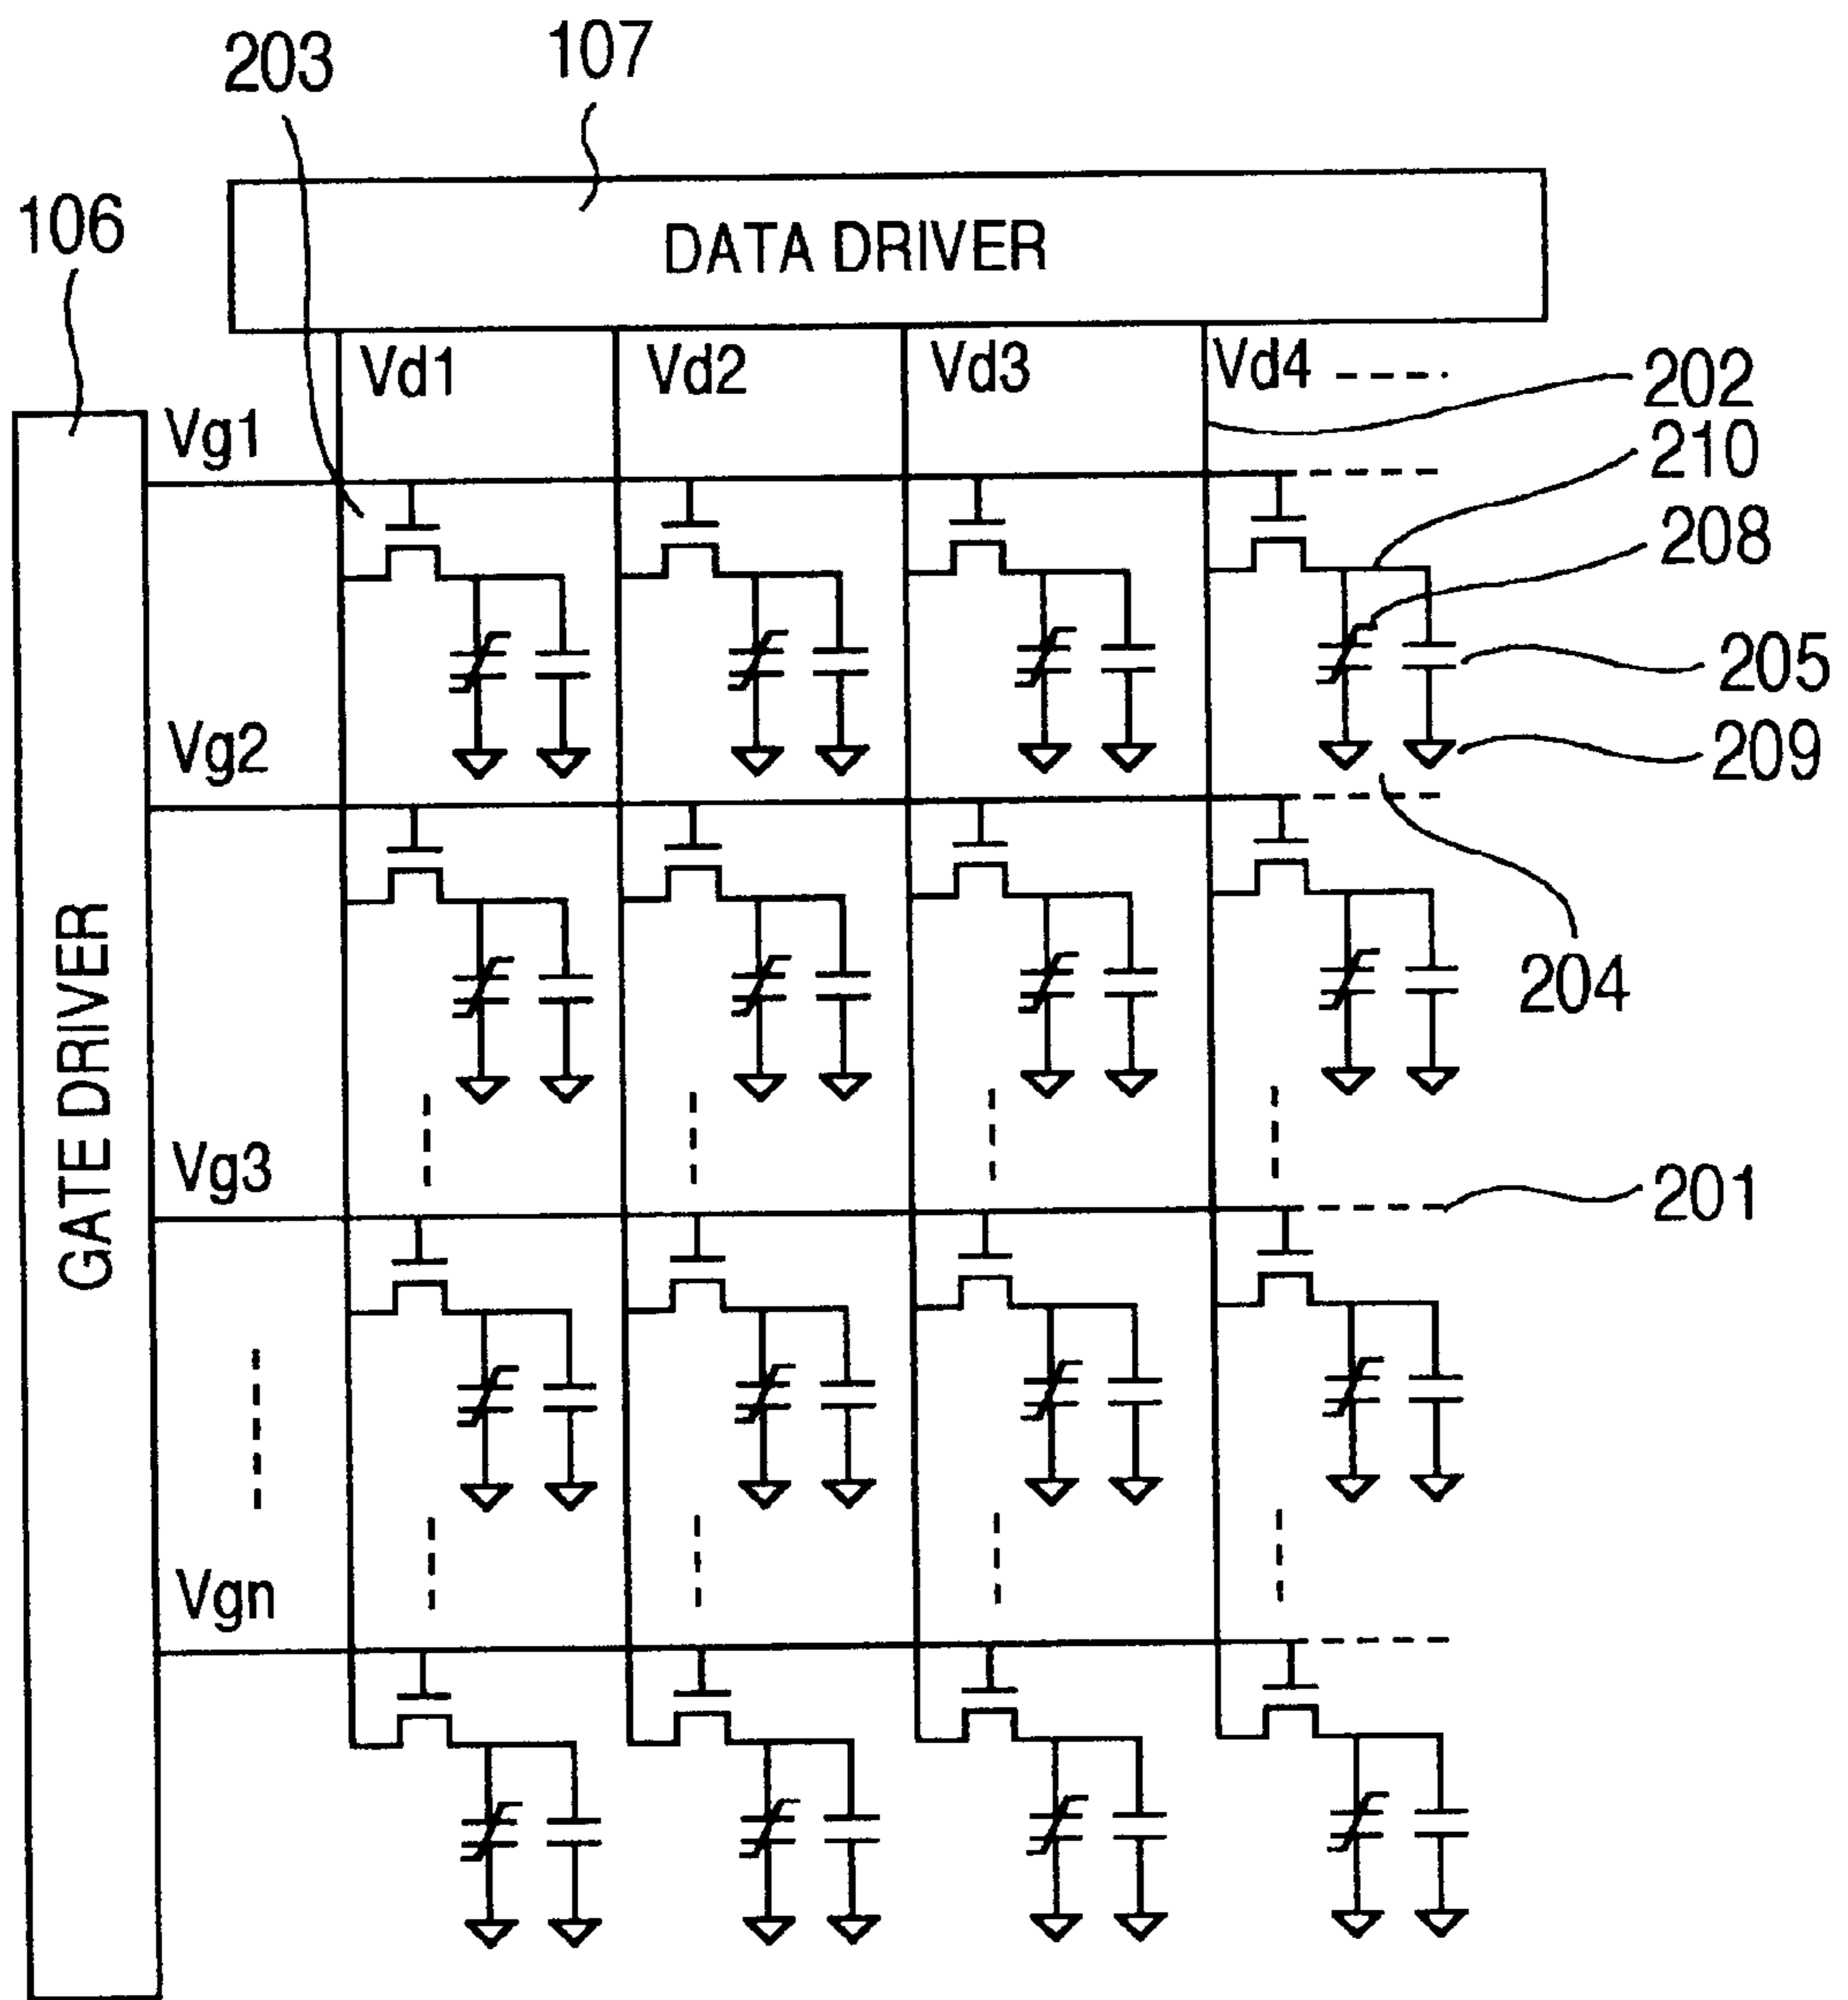 107
203
106
DATA DRIVER
Vd1 Vd2 Vd3 Vd4
202
Vg1
210
208
205
Vg2
209
204
GATE DRIVER
Vg3
201
Vgn